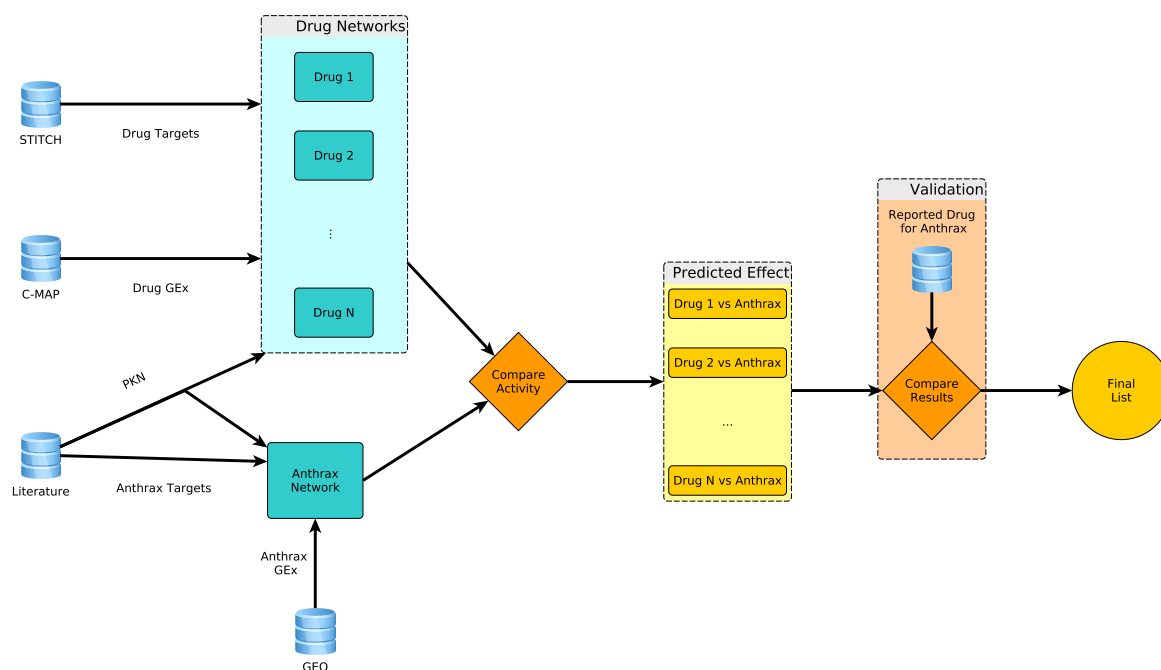 Drug Networks
Drug 1
STITCH
Drug Targets
Drug 2
...
C-MAP
Drug GEx
Drug N
PKN
Literature
Anthrax Targets
Anthrax
Network
Anthrax
GEx
GEO
Compare
Activity
Predicted Effect
Drug 1 vs Anthrax
Drug 2 vs Anthrax
...
Drug N vs Anthrax
Validation
Reported Drug
for Anthrax
Compare
Results
Final
List